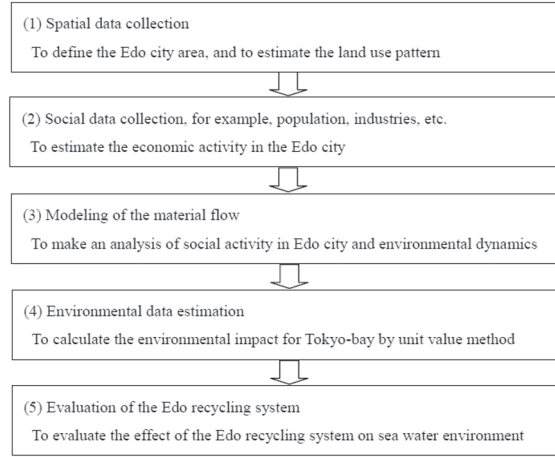 (1) Spatial data collection
To define the Edo city area, and to estimate the land use pattern
(2) Social data collection, for example, population, industries, etc.
To estimate the economic activity in the Edo city
(3) Modeling of the material flow
To make an analysis of social activity in Edo city and environmental dynamics
(4) Environmental data estimation
To calculate the environmental impact for Tokyo-bay by unit value method
(5) Evaluation of the Edo recycling system
To evaluate the effect of the Edo recycling system on sea water environment